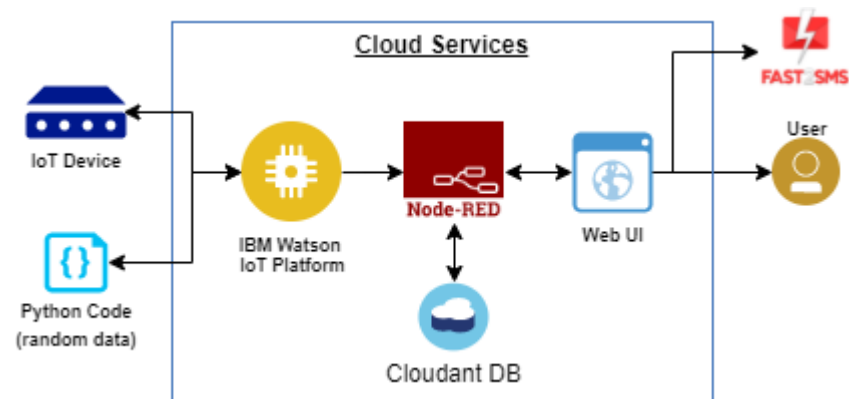 Cloud Services
FAST2SMS
IoT Device
User
Node-RED
IBM Watson
IoT Platform
Web UI
Python Code
(random data)
Cloudant DB